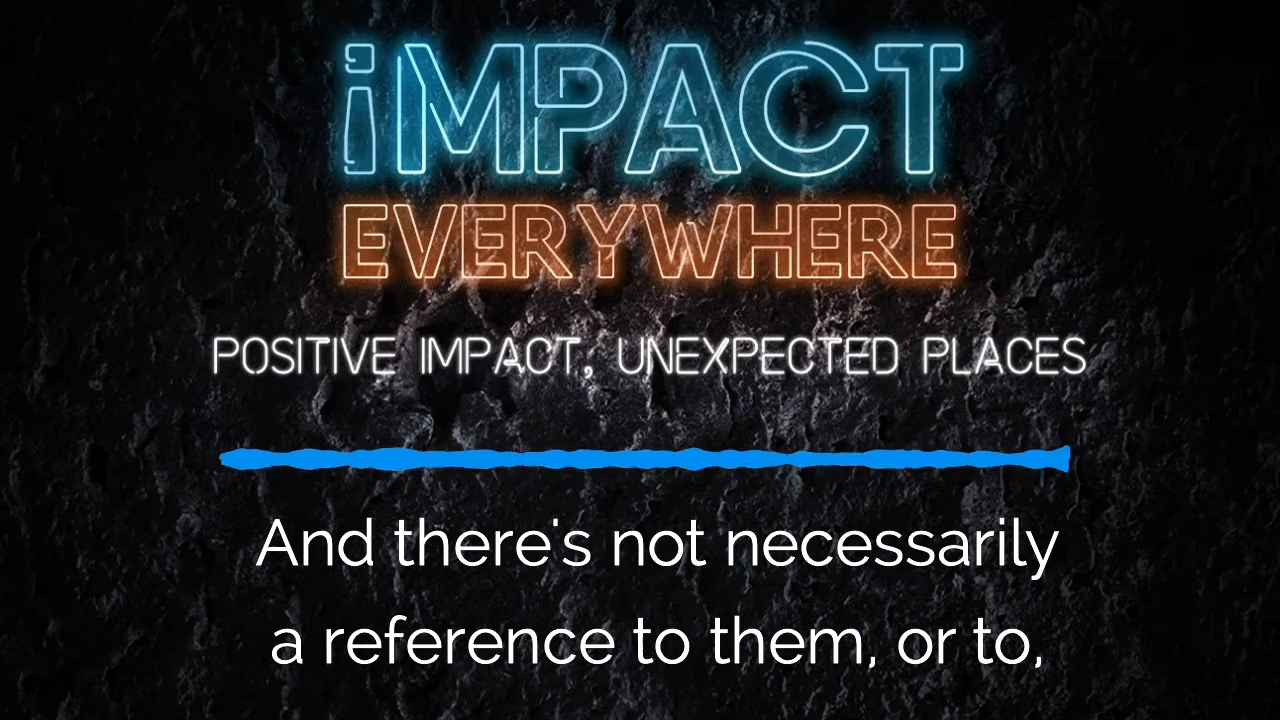 iMPACT
EVERYWHERE
POSITIVE IMPACT, UNEXPECTED PLACES
And there's not necessarily
a reference to them, or to,